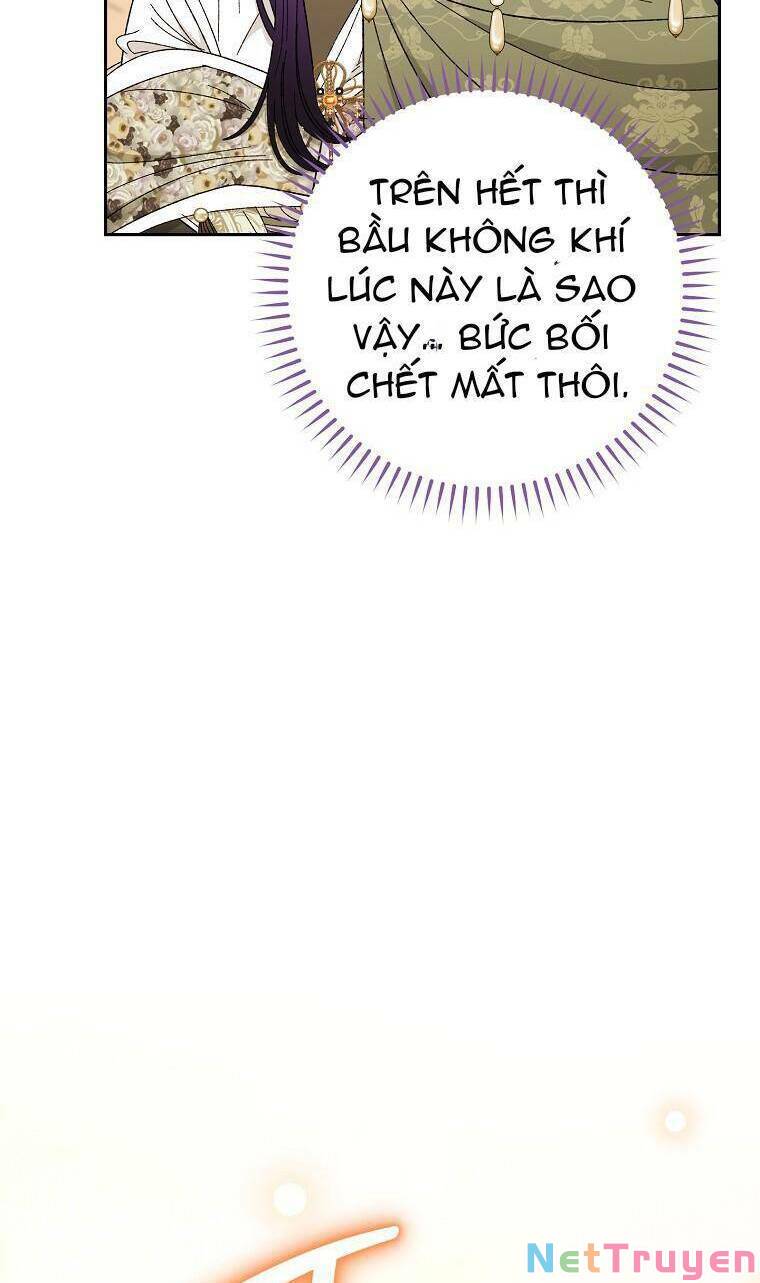 TRÊN HẾT THÌ
BẦU KHÔNG KHÍ
LÚC NÀY LÀ SAO
VẬY... BỨC BỐI
CHẾT MẤT THÔI.
NetTruyen